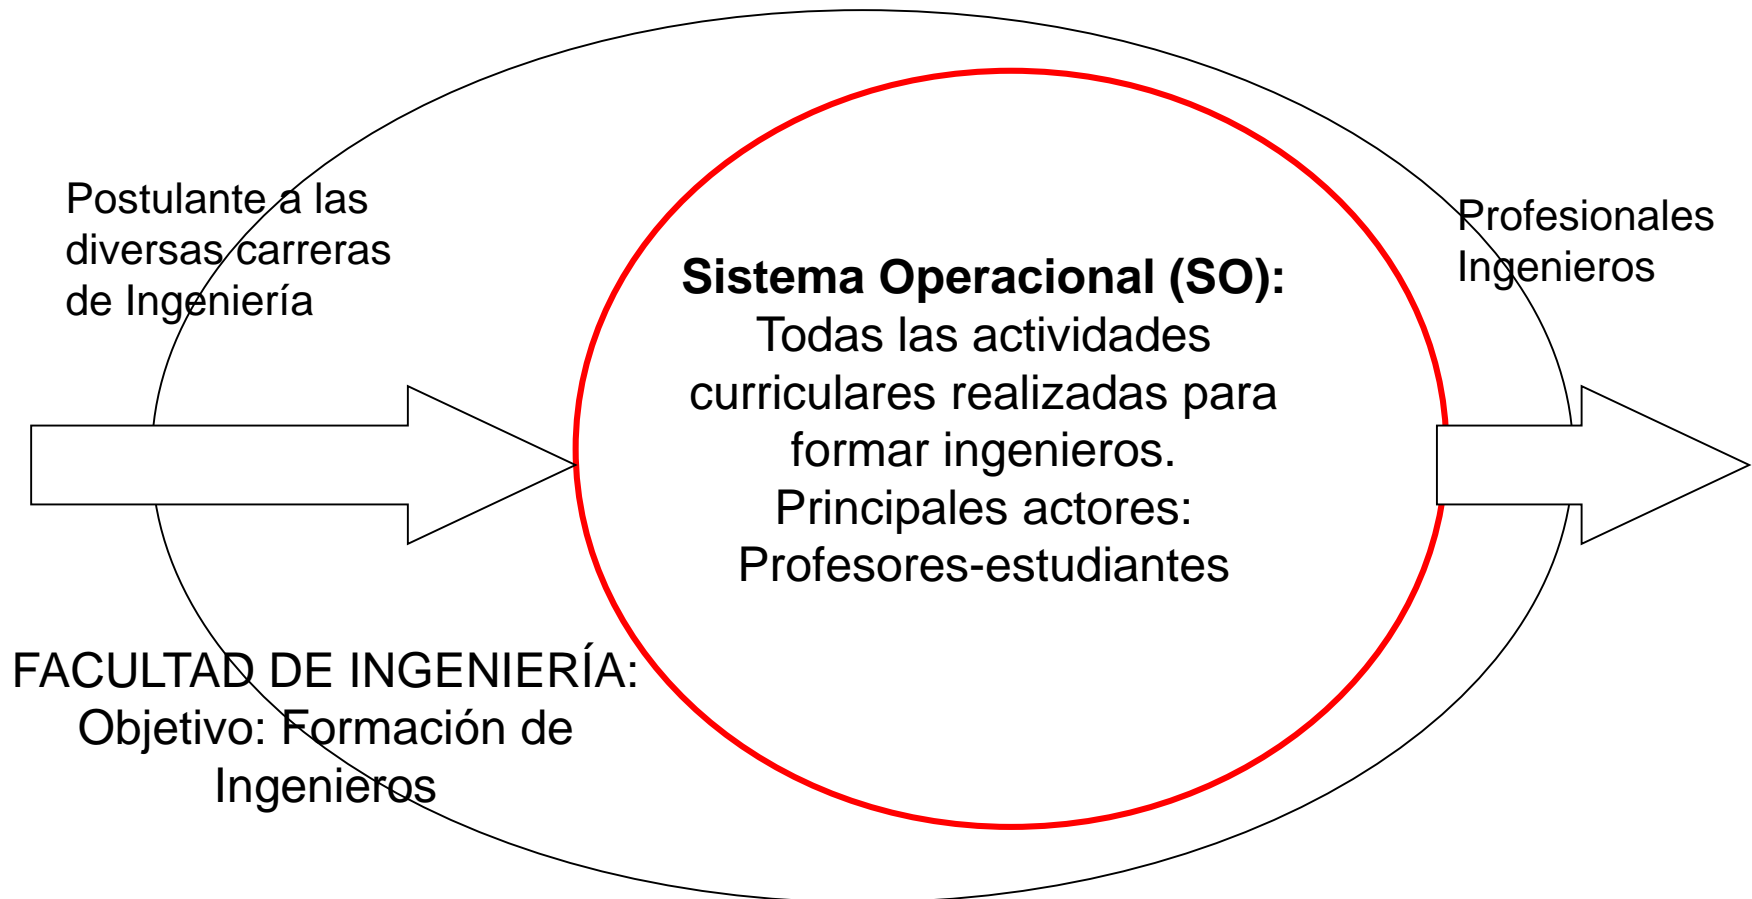 Postulante a las
diversas carreras
de Ingeniería
Profesionales
Ingenieros
Sistema Operacional (SO):
Todas las actividades
curriculares realizadas para
formar ingenieros.
Principales actores:
Profesores-estudiantes
FACULTAD DE INGENIERÍA:
Objetivo: Formación de
Ingenieros